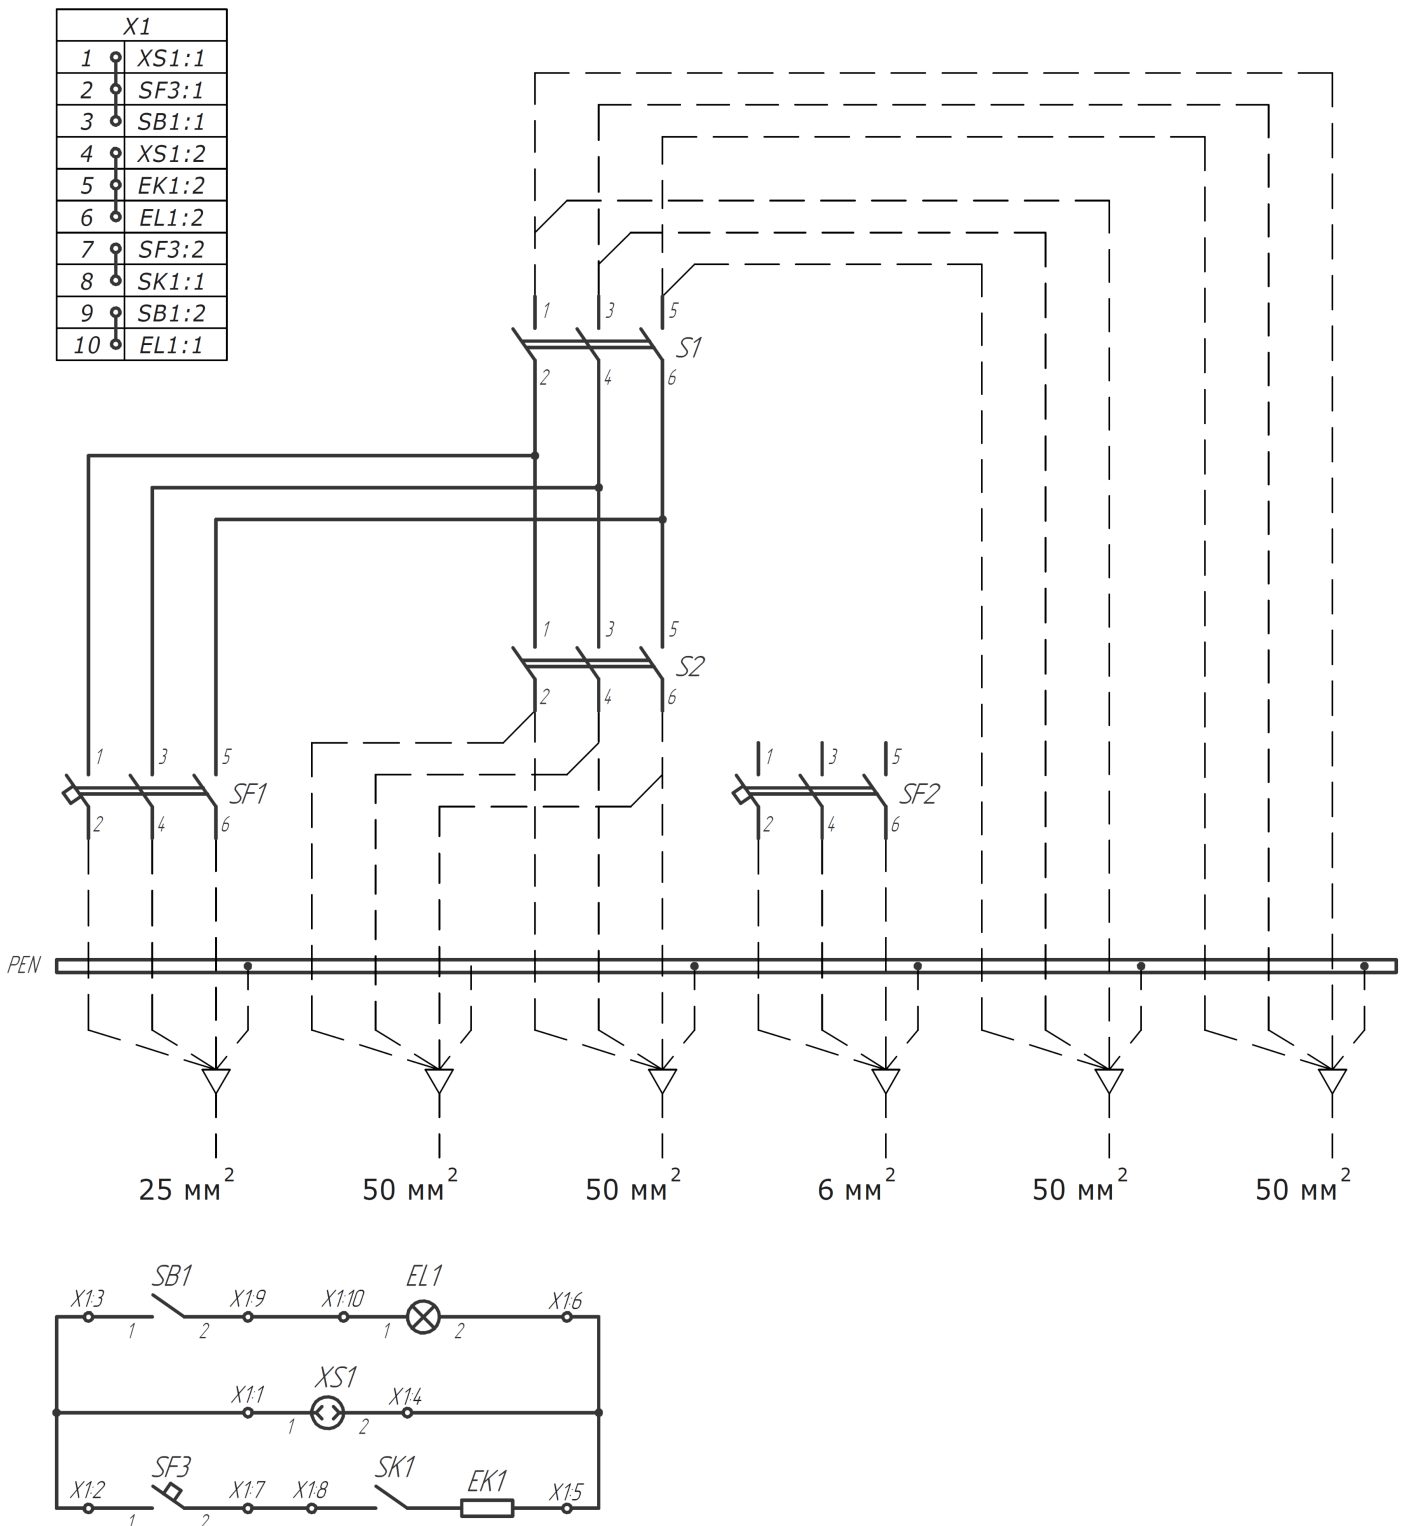 X1
1 XS1:1
2 SF3:1
3 SB1:1
4 XS1:2
5 EK1:2
6 EL1:2
7 SF3:2
8 SK1:1
9 SB1:2
10 EL1:1
1 3 5
S1
2 4 6
1 3 5
S2
2 4 6
1 3 5
SF1
2 4 6
1 3 5
SF2
2 4 6
PEN
25 мм²
50 мм²
50 мм²
6 мм²
50 мм²
50 мм²
SB1 EL1
X1:3 X1:9 X1:10 X1:6
1 2 1 2
XS1
X1:1 X1:4
1 2
SF3 SK1 EK1
X1:2 X1:7 X1:8 X1:5
1 2